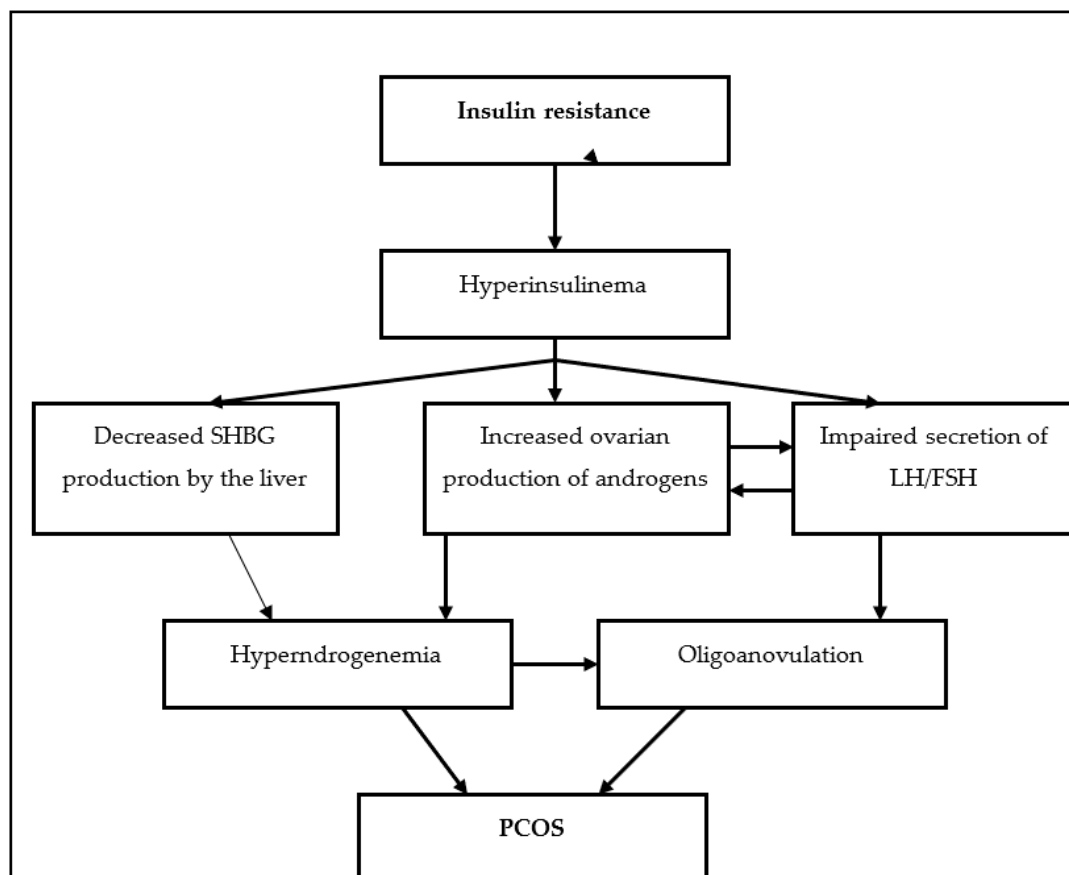 Insulin resistance
Hyperinsulinema
Decreased SHBG
production by the liver
Increased ovarian
production of androgens
Impaired secretion of
LH/FSH
Hyperndrogenemia
Oligoanovulation
PCOS